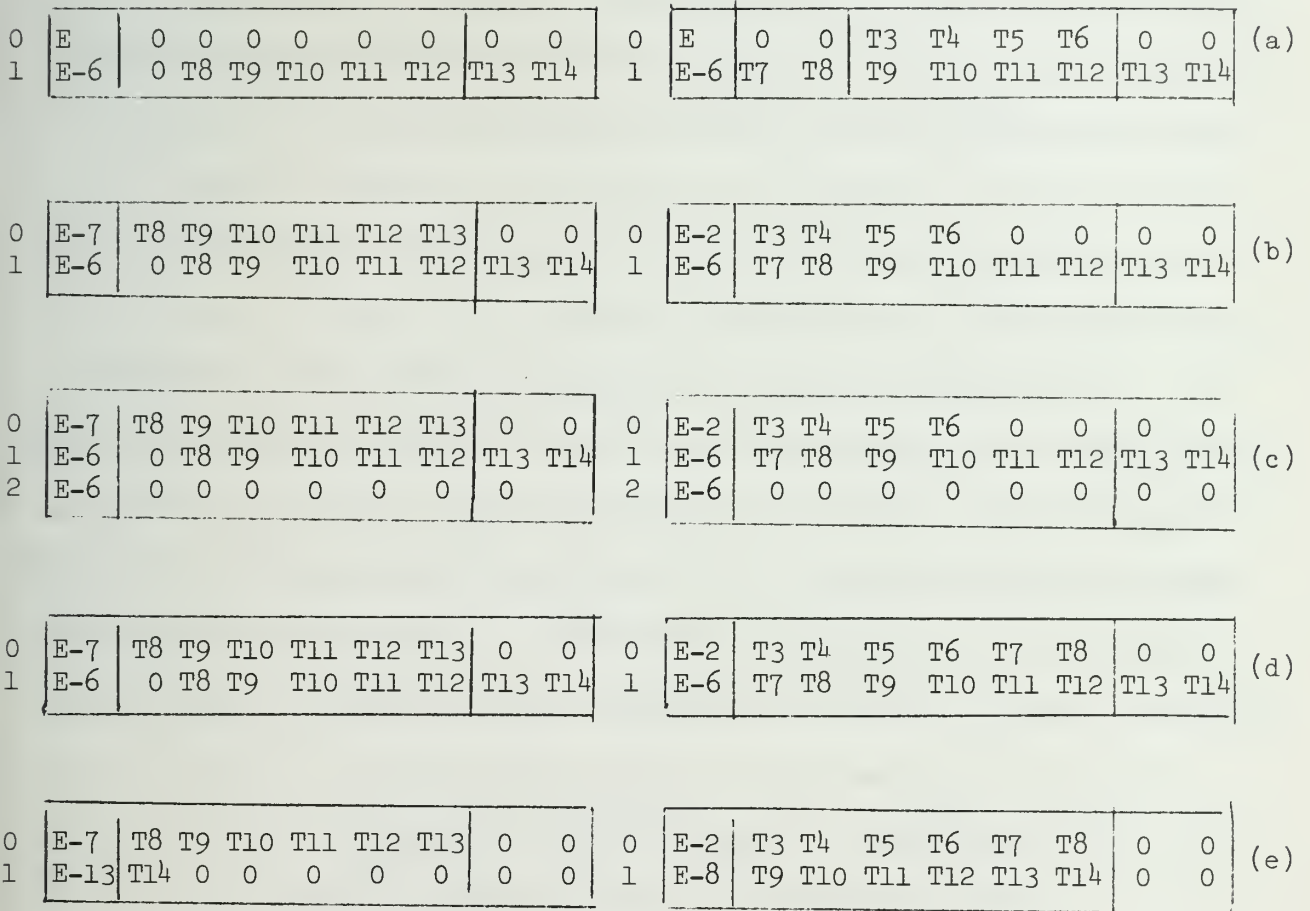 0 E 0 0 0 0 0 0 0 0 0 E 0 0 T3 T4 T5 T6 0 0 (a)
1 E-6 0 T8 T9 T10 T11 T12 T13 T14 1 E-6 T7 T8 T9 T10 T11 T12 T13 T14
0 E-7 T8 T9 T10 T11 T12 T13 0 0 0 E-2 T3 T4 T5 T6 0 0 0 0 (b)
1 E-6 0 T8 T9 T10 T11 T12 T13 T14 1 E-6 T7 T8 T9 T10 T11 T12 T13 T14
0 E-7 T8 T9 T10 T11 T12 T13 0 0 0 E-2 T3 T4 T5 T6 0 0 0 0
1 E-6 0 T8 T9 T10 T11 T12 T13 T14 1 E-6 T7 T8 T9 T10 T11 T12 T13 T14 (c)
2 E-6 0 0 0 0 0 0 0 2 E-6 0 0 0 0 0 0 0 0
0 E-7 T8 T9 T10 T11 T12 T13 0 0 0 E-2 T3 T4 T5 T6 T7 T8 0 0 (d)
1 E-6 0 T8 T9 T10 T11 T12 T13 T14 1 E-6 T7 T8 T9 T10 T11 T12 T13 T14
0 E-7 T8 T9 T10 T11 T12 T13 0 0 0 E-2 T3 T4 T5 T6 T7 T8 0 0 (e)
1 E-13 T14 0 0 0 0 0 0 0 1 E-8 T9 T10 T11 T12 T13 T14 0 0